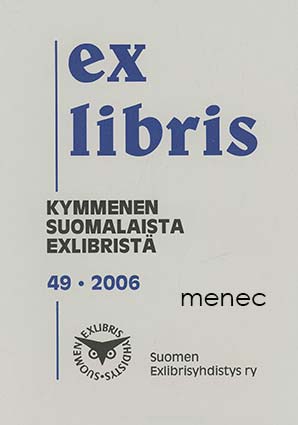 ex
libris
KYMMENEN
SUOMALAISTA
EXLIBRISTÄ
49 • 2006
menec
SUOMEN EXLIBRIS YHDISTYS
Suomen
Exlibrisyhdistys ry